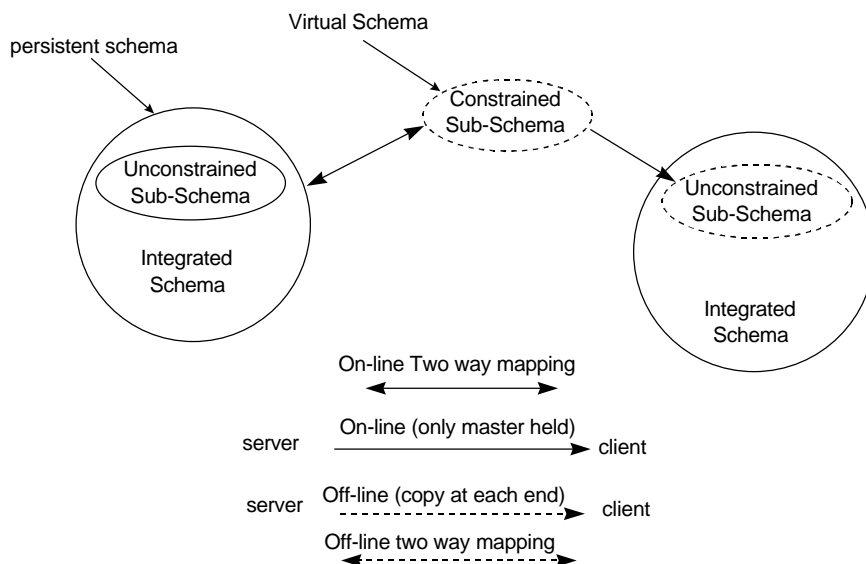 Virtual Schema
persistent schema
Constrained
Sub-Schema
Unconstrained
Sub-Schema
Unconstrained
Sub-Schema
Integrated
Schema
Integrated
Schema
On-line Two way mapping
On-line (only master held)
server
client
Off-line (copy at each end)
server
client
Off-line two way mapping